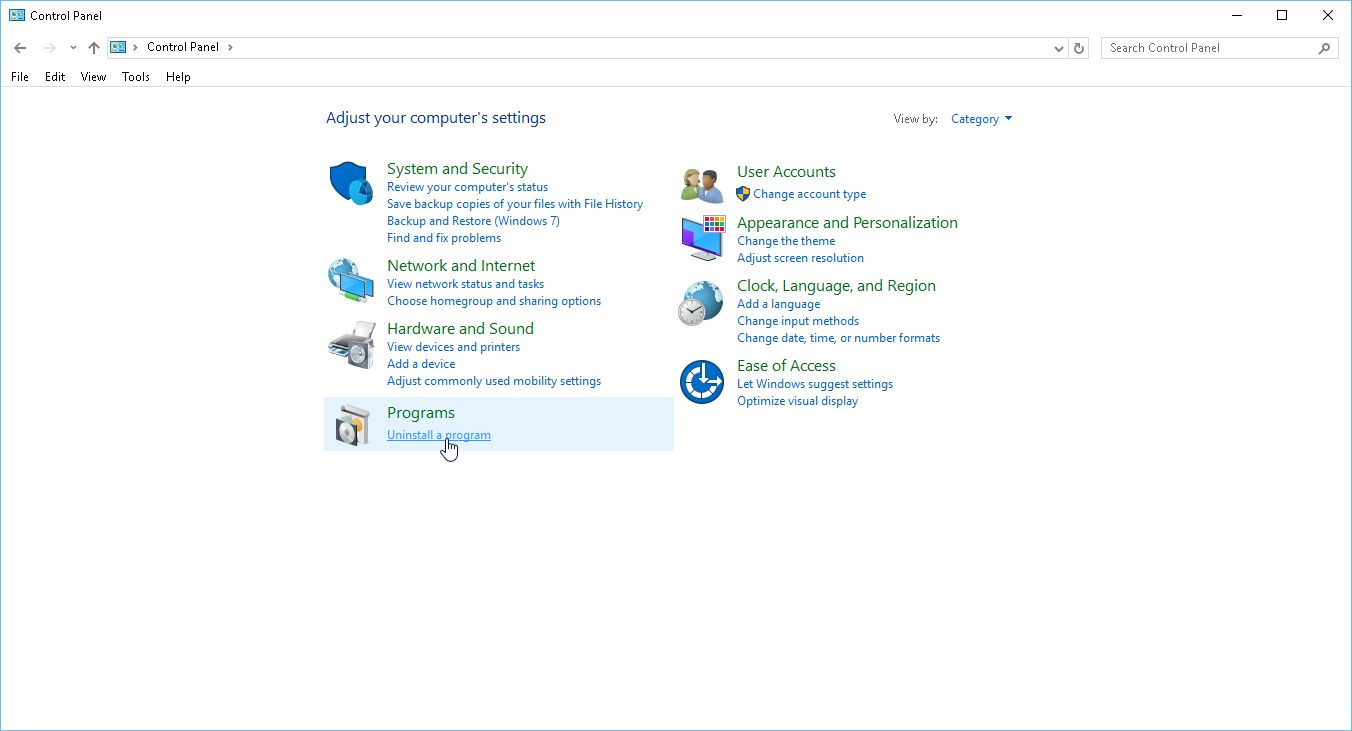 Control Panel
Control Panel
Search Control Panel
File Edit View Tools Help
Adjust your computer's settings
View by: Category
System and Security
Review your computer's status
Save backup copies of your files with File History
Backup and Restore (Windows 7)
Find and fix problems
Network and Internet
View network status and tasks
Choose homegroup and sharing options
Hardware and Sound
View devices and printers
Add a device
Adjust commonly used mobility settings
Programs
Uninstall a program
User Accounts
Change account type
Appearance and Personalization
Change the theme
Adjust screen resolution
Clock, Language, and Region
Add a language
Change input methods
Change date, time, or number formats
Ease of Access
Let Windows suggest settings
Optimize visual display